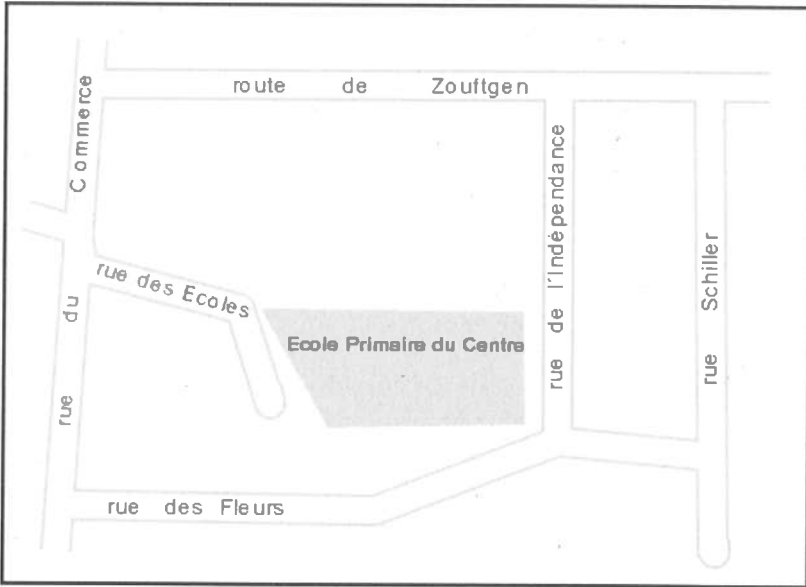 route de Zouftgen
rue du Commerce
rue des Ecoles
Ecole Primaire du Centre
rue de l'Indépendance
rue Schiller
rue des Fleurs